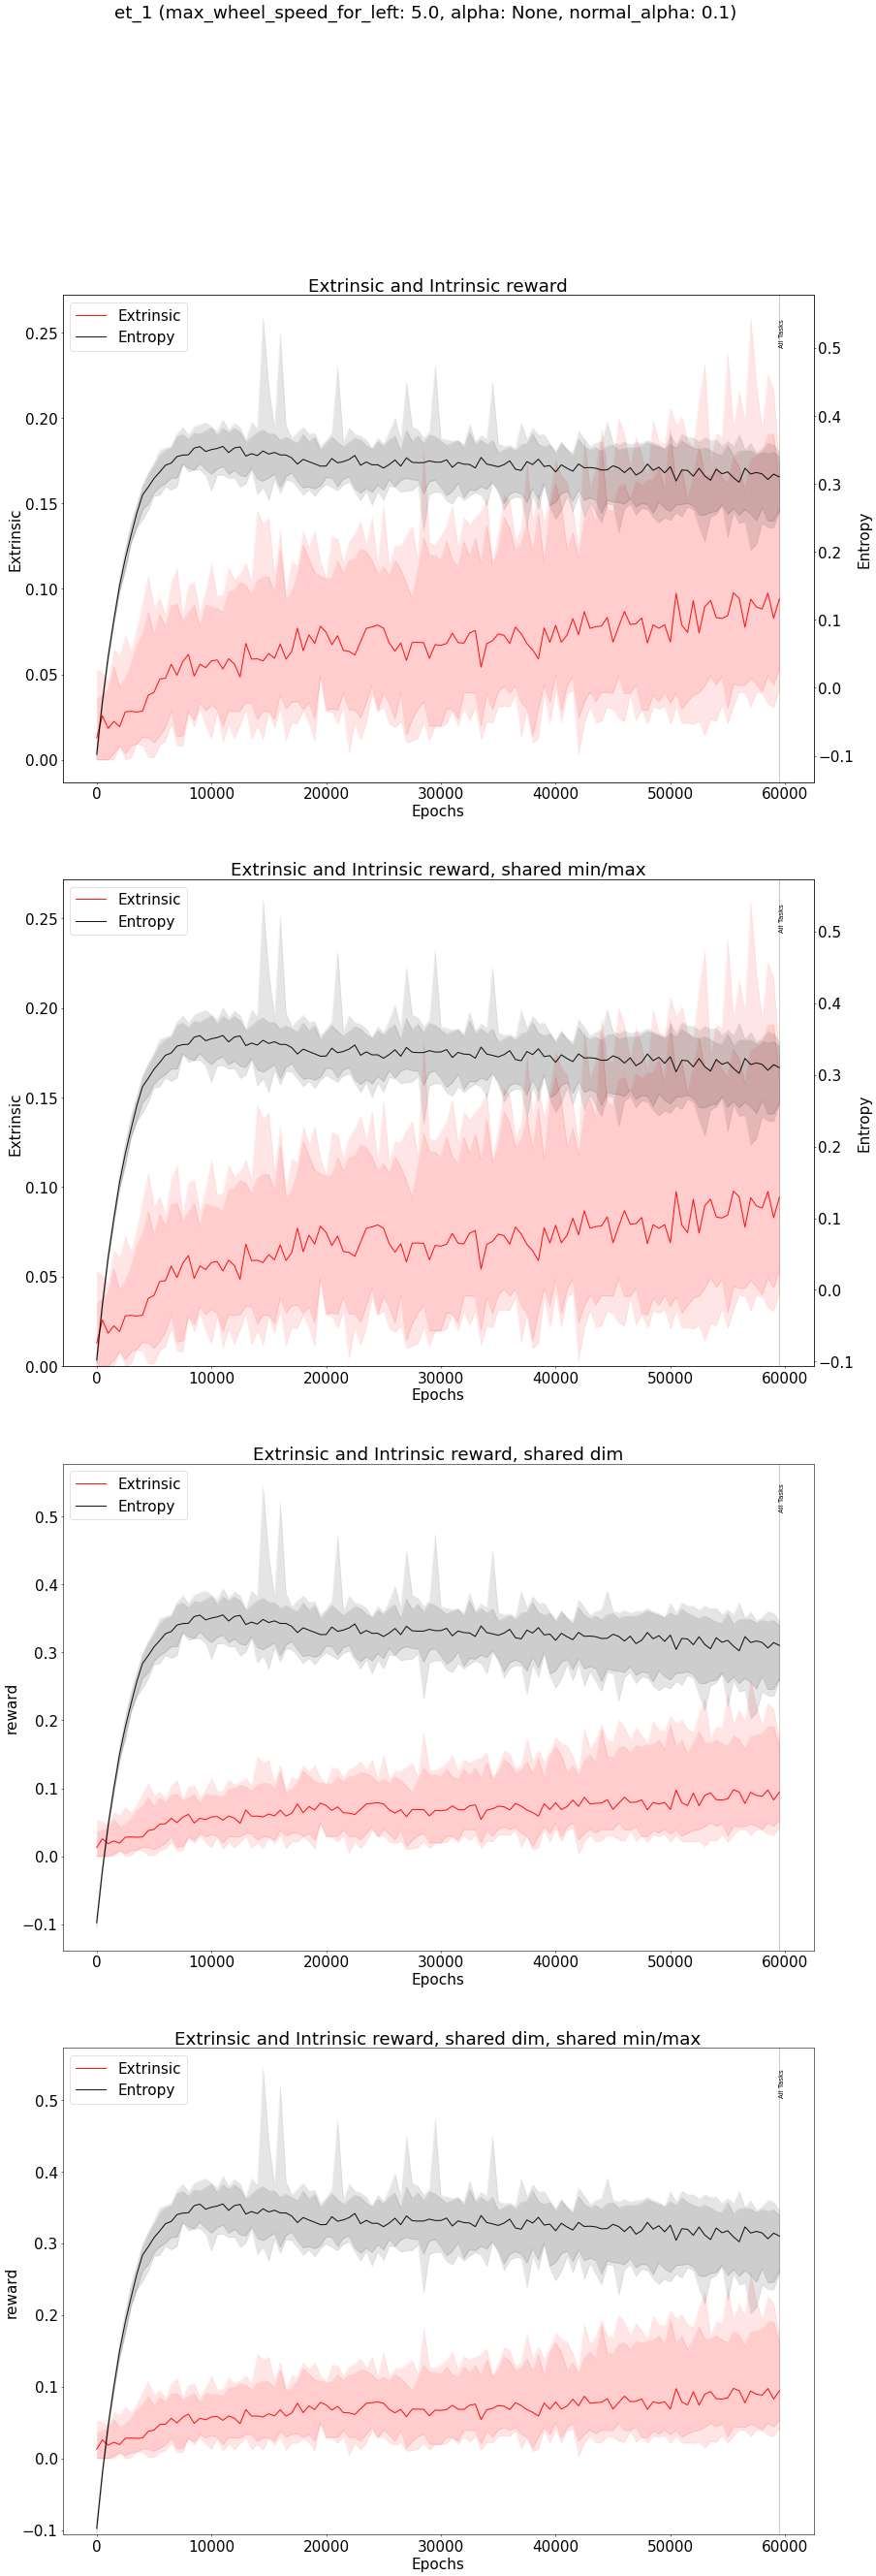 et_1 (max_wheel_speed_for_left: 5.0, alpha: None, normal_alpha: 0.1)
Extrinsic and Intrinsic reward
Extrinsic
Entropy
All Tasks
0.25
0.20
0.15
0.10
0.05
0.00
Extrinsic
0.5
0.4
0.3
0.2
0.1
0.0
−0.1
Entropy
0 10000 20000 30000 40000 50000 60000
Epochs
Extrinsic and Intrinsic reward, shared min/max
Extrinsic
Entropy
All Tasks
0.25
0.20
0.15
0.10
0.05
0.00
Extrinsic
0.5
0.4
0.3
0.2
0.1
0.0
−0.1
Entropy
0 10000 20000 30000 40000 50000 60000
Epochs
Extrinsic and Intrinsic reward, shared dim
Extrinsic
Entropy
All Tasks
0.5
0.4
0.3
0.2
0.1
0.0
−0.1
reward
0 10000 20000 30000 40000 50000 60000
Epochs
Extrinsic and Intrinsic reward, shared dim, shared min/max
Extrinsic
Entropy
All Tasks
0.5
0.4
0.3
0.2
0.1
0.0
−0.1
reward
0 10000 20000 30000 40000 50000 60000
Epochs